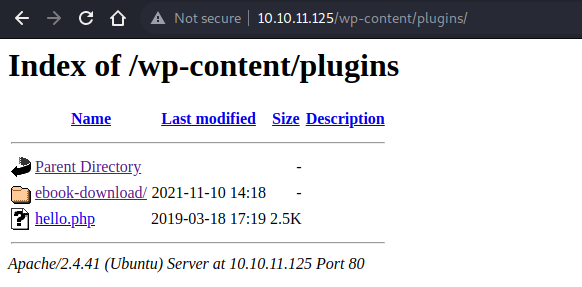 Not secure 10.10.11.125/wp-content/plugins/
Index of /wp-content/plugins
Name Last modified Size Description
Parent Directory -
ebook-download/ 2021-11-10 14:18 -
hello.php 2019-03-18 17:19 2.5K
Apache/2.4.41 (Ubuntu) Server at 10.10.11.125 Port 80